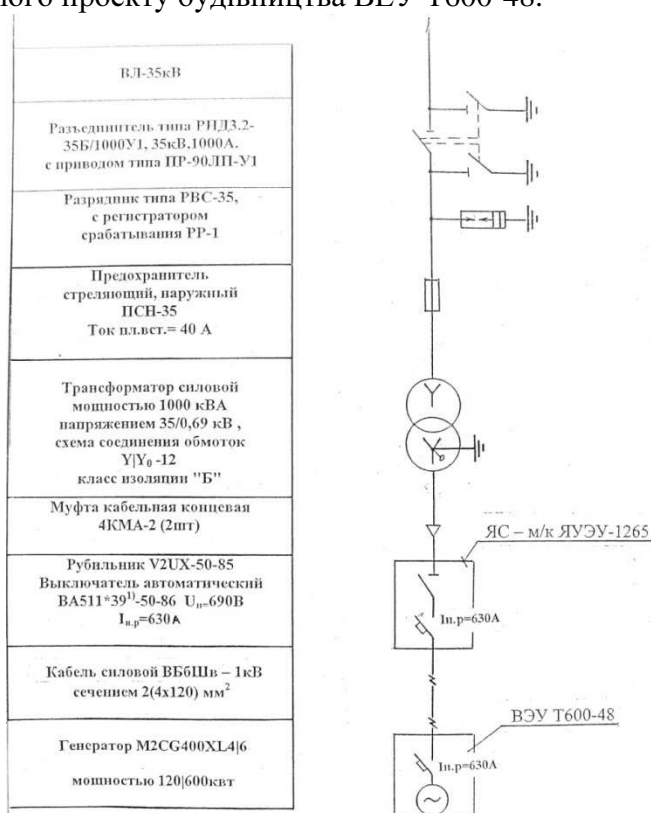 ного проекту будівництва ВЕУ Т600-48.
ВЛ-35кВ
Разъединитель типа РНДЗ.2-
35Б/1000У1, 35кВ,1000А.
с приводом типа ПР-90ЛП-У1
Разрядник типа РВС-35,
с регистратором
срабатывания РР-1
Предохранитель
стреляющий, наружный
ПСН-35
Ток пл.вст.= 40 А
Трансформатор силовой
мощностью 1000 кВА
напряжением 35/0,69 кВ ,
схема соединения обмоток
Y|Y₀ -12
класс изоляции "Б"
Муфта кабельная концевая
4КМА-2 (2шт)
Рубильник V2UX-50-85
Выключатель автоматический
ВА511*39¹⁾-50-86 Uн=690В
Iн.р=630А
Кабель силовой ВБбШв – 1кВ
сечением 2(4х120) мм²
Генератор M2CG400XL4|6
мощностью 120|600квт
ЯС – м/к ЯУЭУ-1265
Iн.р=630А
ВЭУ Т600-48
Iн.р=630А